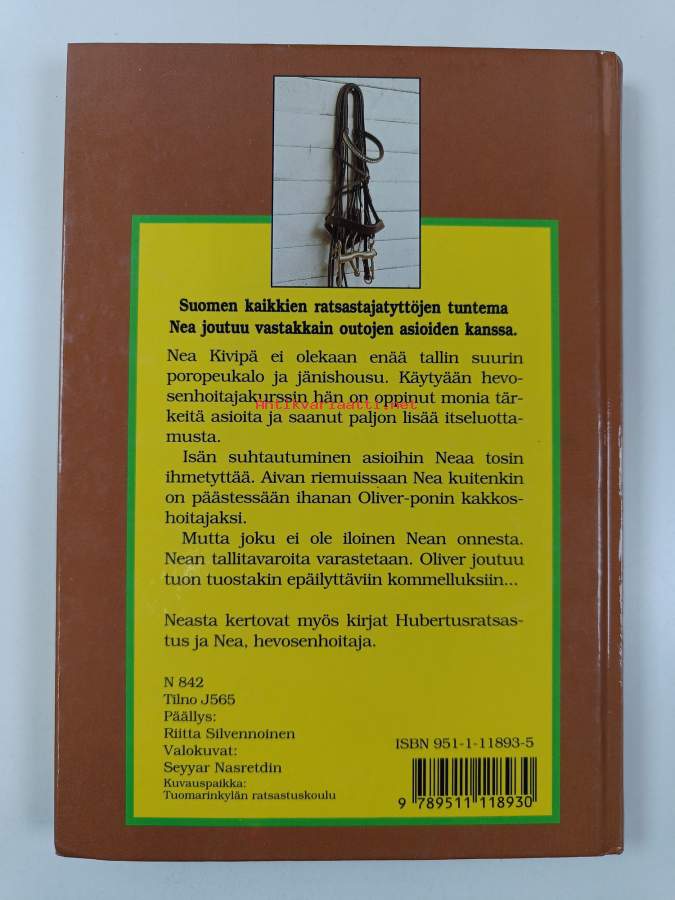 Suomen kaikkien ratsastajatyttöjen tuntema
Nea joutuu vastakkain outojen asioiden kanssa.
Nea Kivipä ei olekaan enää tallin suurin
poropeukalo ja jänishousu. Käytyään hevo-
senhoitajakurssin hän on oppinut monia tär-
Antikvariaatti.net
keitä asioita ja saanut paljon lisää itseluotta-
musta.
Isän suhtautuminen asioihin Neaa tosin
ihmetyttää. Aivan riemuissaan Nea kuitenkin
on päästessään ihanan Oliver-ponin kakkos-
hoitajaksi.
Mutta joku ei ole iloinen Nean onnesta.
Nean tallitavaroita varastetaan. Oliver joutuu
tuon tuostakin epäilyttäviin kommelluksiin...
Neasta kertovat myös kirjat Hubertusratsas-
tus ja Nea, hevosenhoitaja.
N 842
Tilno J565
Päällys:
Riitta Silvennoinen
Valokuvat:
Seyyar Nasretdin
Kuvauspaikka:
Tuomarinkylän ratsastuskoulu
ISBN 951-1-11893-5
9 789511 118930